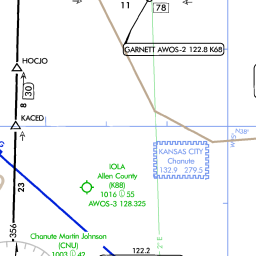 11
78
GARNETT AWOS-2 122.8 K68
HOCJO
8
30
KACED
KANSAS CITY
Chanute
132.9 279.5
IOLA
Allen County
(K88)
1016 Ⓛ 55
AWOS-3 128.325
23
356
Chanute Martin Johnson
(CNU)
1003 Ⓛ 42
122.2
2°E